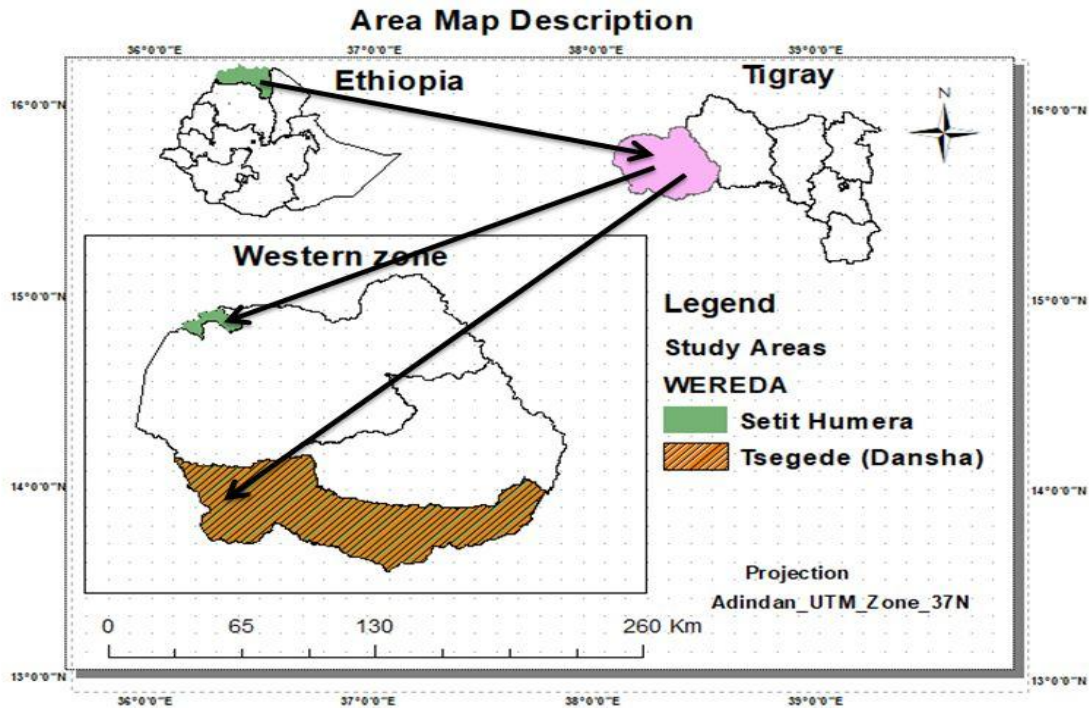 Area Map Description
36°0'0"E 37°0'0"E 38°0'0"E 39°0'0"E
Ethiopia
Tigray
16°0'0"N
16°0'0"N
N
Western zone
15°0'0"N
15°0'0"N
Legend
Study Areas
WEREDA
Setit Humera
Tsegede (Dansha)
14°0'0"N
14°0'0"N
Projection
Adindan_UTM_Zone_37N
0 65 130 260 Km
13°0'0"N
13°0'0"N
36°0'0"E 37°0'0"E 38°0'0"E 39°0'0"E